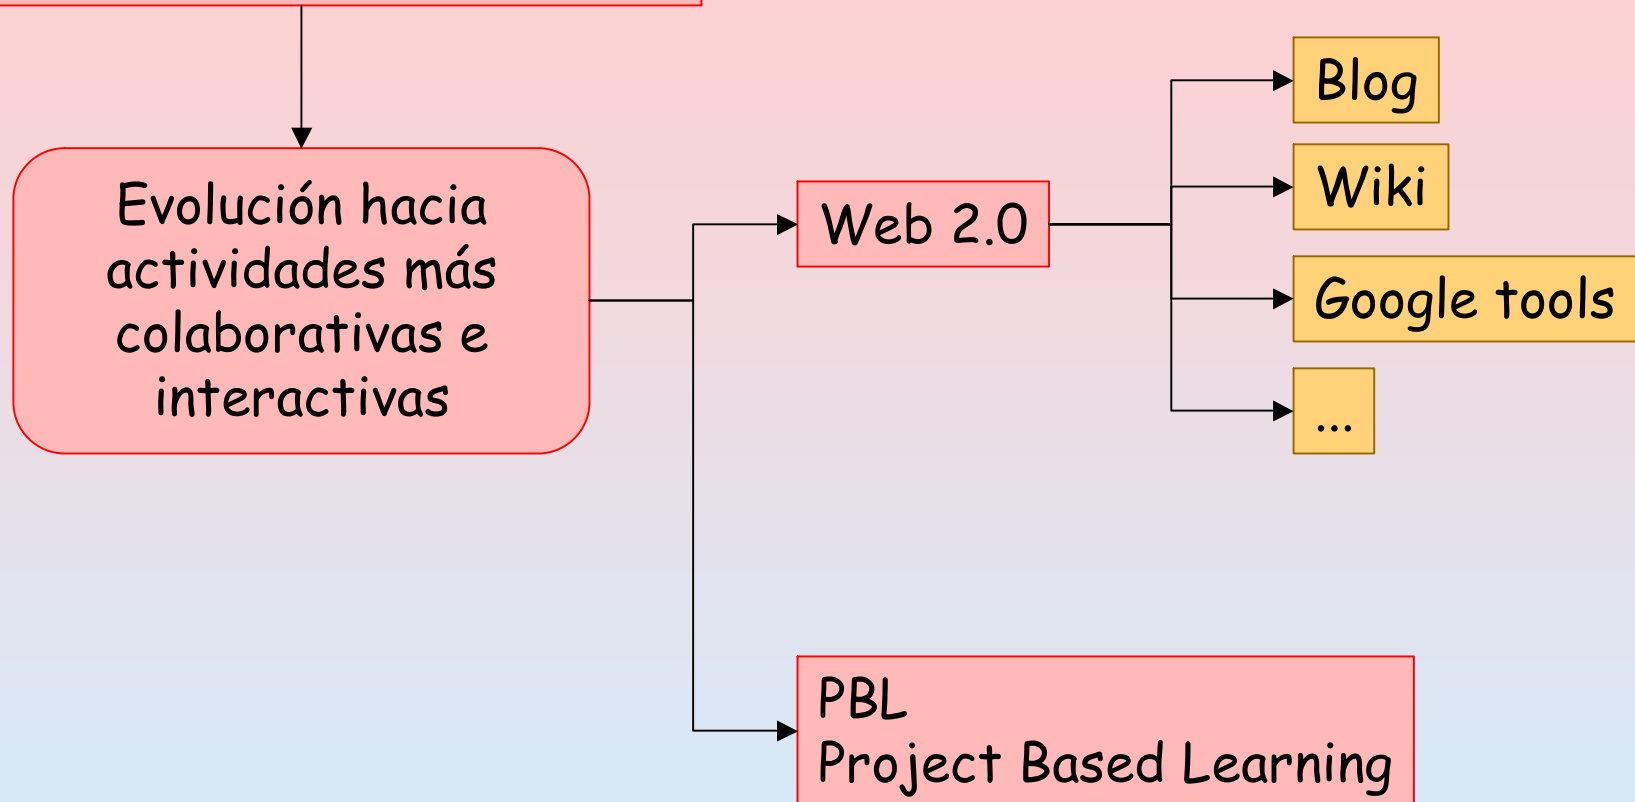 Evolución hacia
actividades más
colaborativas e
interactivas
Web 2.0
Blog
Wiki
Google tools
...
PBL
Project Based Learning